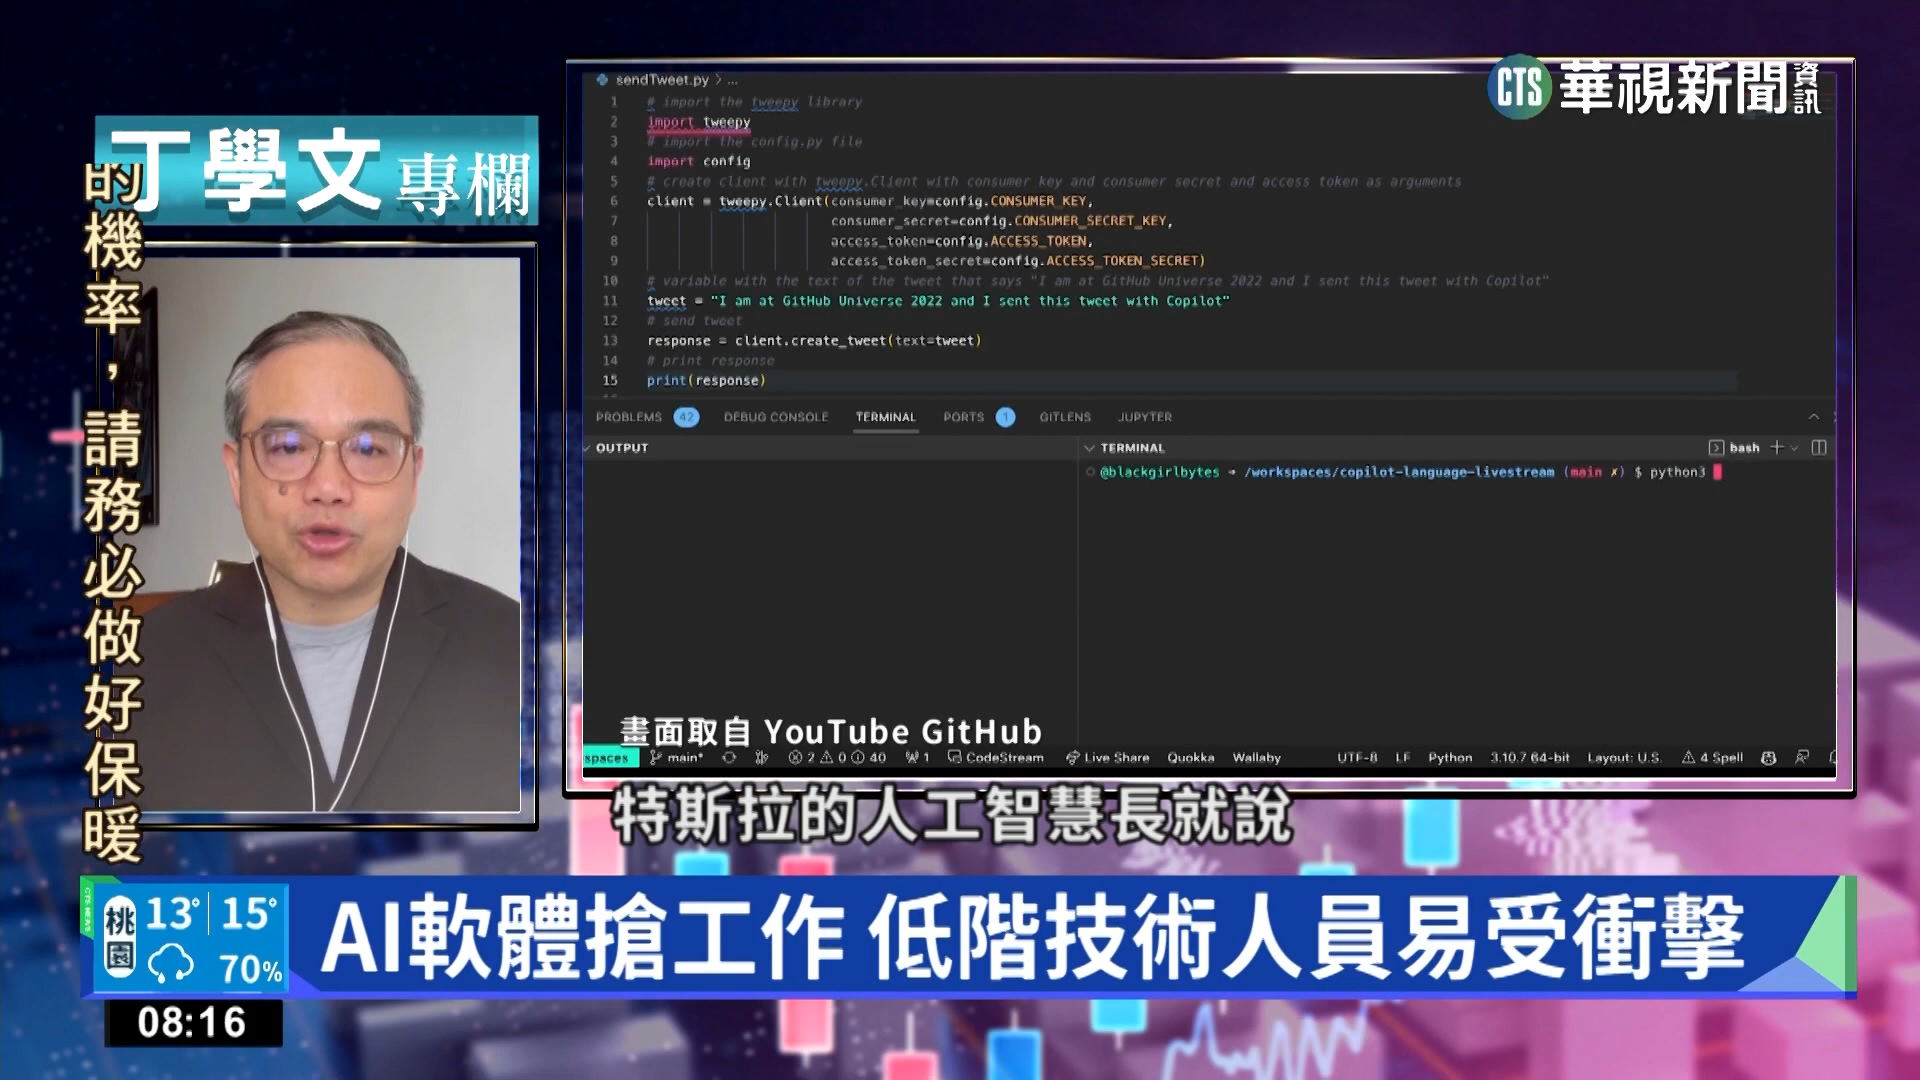 CTS 華視新聞資訊
丁學文專欄
的機率，請務必做好保暖
sendTweet.py > ...
1 # import the tweepy library
2 import tweepy
3 # import the config.py file
4 import config
5 # create client with tweepy.Client with consumer key and consumer secret and access token as arguments
6 client = tweepy.Client(consumer_key=config.CONSUMER_KEY,
7 consumer_secret=config.CONSUMER_SECRET_KEY,
8 access_token=config.ACCESS_TOKEN,
9 access_token_secret=config.ACCESS_TOKEN_SECRET)
10 # variable with the text of the tweet that says "I am at GitHub Universe 2022 and I sent this tweet with Copilot"
11 tweet = "I am at GitHub Universe 2022 and I sent this tweet with Copilot"
12 # send tweet
13 response = client.create_tweet(text=tweet)
14 # print response
15 print(response)
PROBLEMS 42 DEBUG CONSOLE TERMINAL PORTS 1 GITLENS JUPYTER
OUTPUT
TERMINAL
bash
@blackgirlbytes → /workspaces/copilot-language-livestream (main ✗) $ python3
畫面取自 YouTube GitHub
spaces main* 2 0 40 1 CodeStream Live Share Quokka Wallaby UTF-8 LF Python 3.10.7 64-bit Layout: U.S. 4 Spell
特斯拉的人工智慧長就說
CTS NEWS
桃園 13° 15° 70%
AI軟體搶工作 低階技術人員易受衝擊
08:16